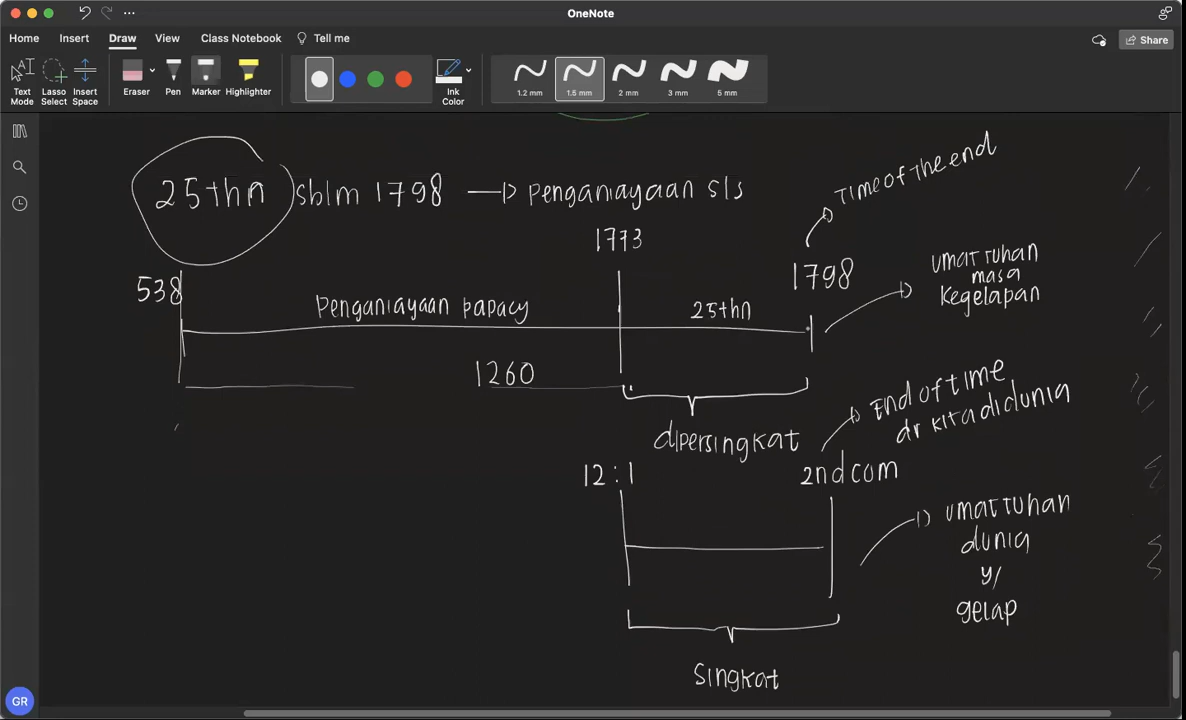 OneNote
Home Insert Draw View Class Notebook Tell me
Share
Text Mode
Lasso Select
Insert Space
Eraser
Pen
Marker
Highlighter
Ink Color
1.2 mm
1.5 mm
2 mm
3 mm
5 mm
25thn sblm 1798 penganiayaan sls
Time of the end
1773
538
1798
umat tuhan
masa
kegelapan
Penganiayaan papacy
25thn
1260
dipersingkat
End of time
dr kita di dunia
12:1
2nd com
umat tuhan
dunia
y/
gelap
Singkat
GR